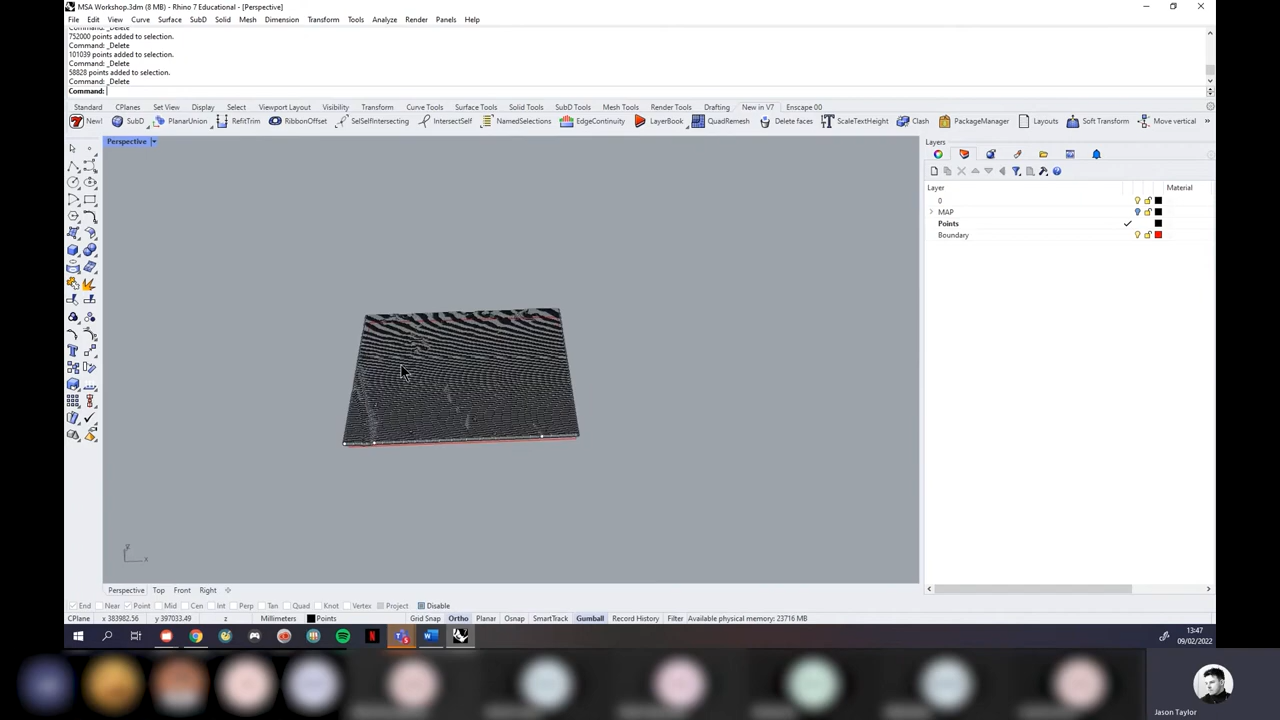 MSA Workshop.3dm (8 MB) - Rhino 7 Educational - [Perspective]
File Edit View Curve Surface SubD Solid Mesh Dimension Transform Tools Analyze Render Panels Help
Command: _Delete
752000 points added to selection.
Command: _Delete
101039 points added to selection.
Command: _Delete
58828 points added to selection.
Command: _Delete
Command:
Standard CPlanes Set View Display Select Viewport Layout Visibility Transform Curve Tools Surface Tools Solid Tools SubD Tools Mesh Tools Render Tools Drafting New in V7 Enscape 00
New! SubD PlanarUnion RefitTrim RibbonOffset SelSelfIntersecting IntersectSelf NamedSelections EdgeContinuity LayerBook QuadRemesh Delete faces ScaleTextHeight Clash PackageManager Layouts Soft Transform Move vertical
Perspective
Layers
Layer Material
0
MAP
Points
Boundary
y
x
Perspective Top Front Right
End Near Point Mid Cen Int Perp Tan Quad Knot Vertex Project Disable
CPlane x 383982.56 y 397033.49 z Millimeters Points Grid Snap Ortho Planar Osnap SmartTrack Gumball Record History Filter Available physical memory: 23716 MB
13:47
09/02/2022
Jason Taylor